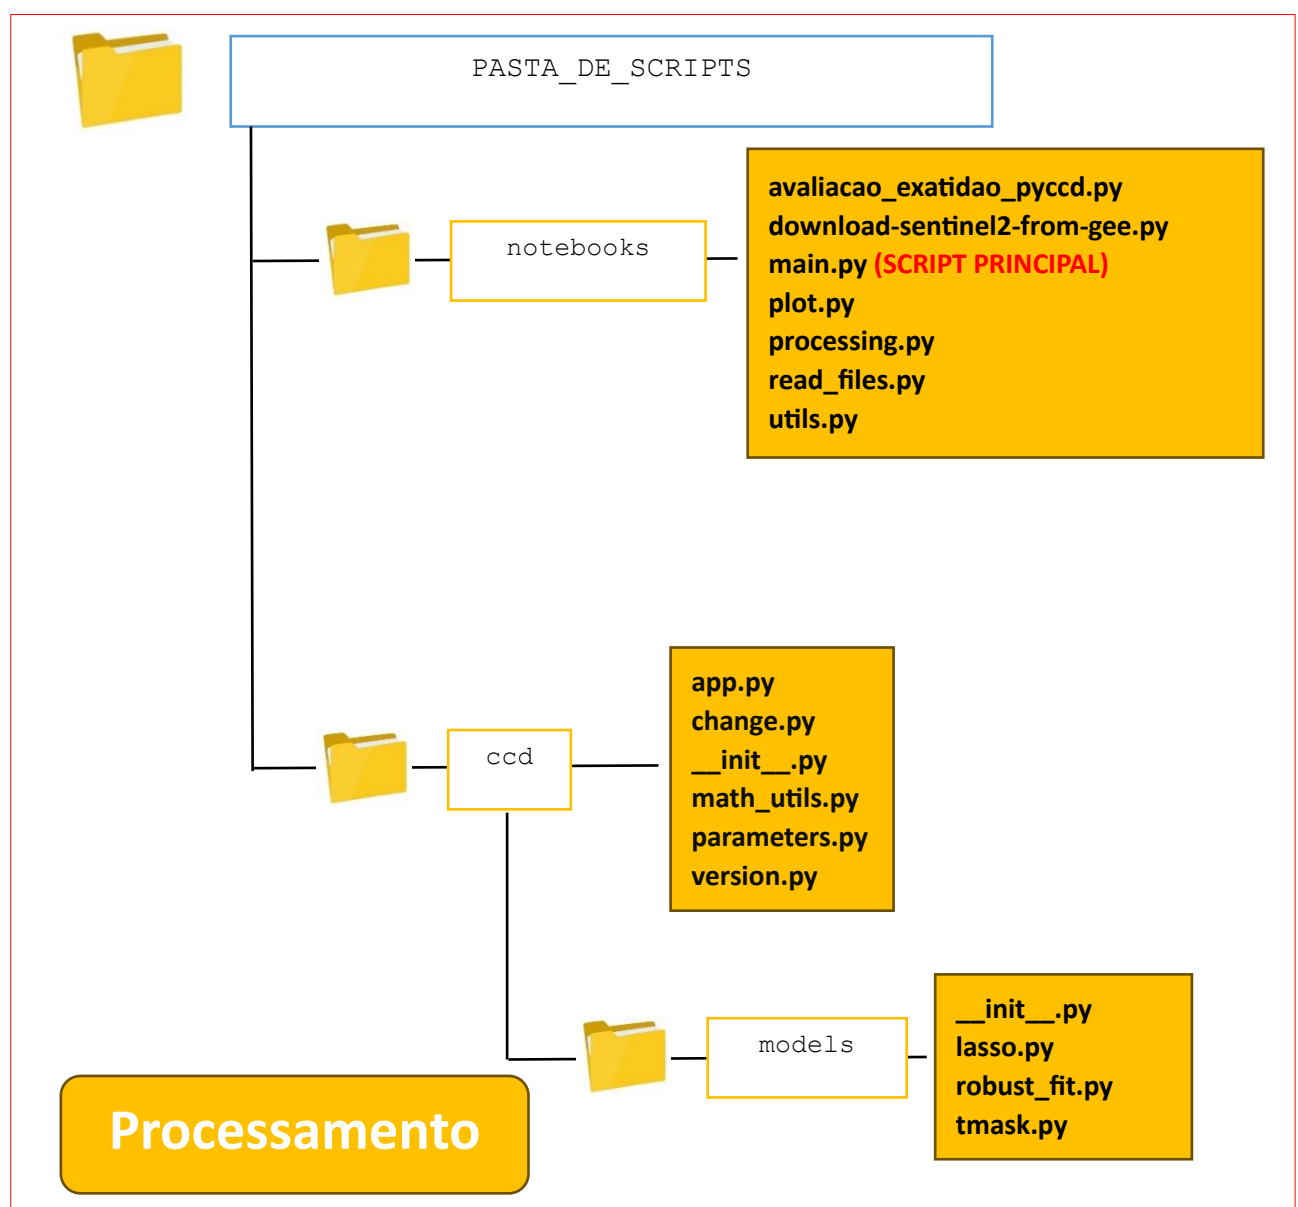 PASTA_DE_SCRIPTS
notebooks
avaliacao_exatidao_pyccd.py
download-sentinel2-from-gee.py
main.py (SCRIPT PRINCIPAL)
plot.py
processing.py
read_files.py
utils.py
ccd
app.py
change.py
__init__.py
math_utils.py
parameters.py
version.py
models
__init__.py
lasso.py
robust_fit.py
tmask.py
Processamento